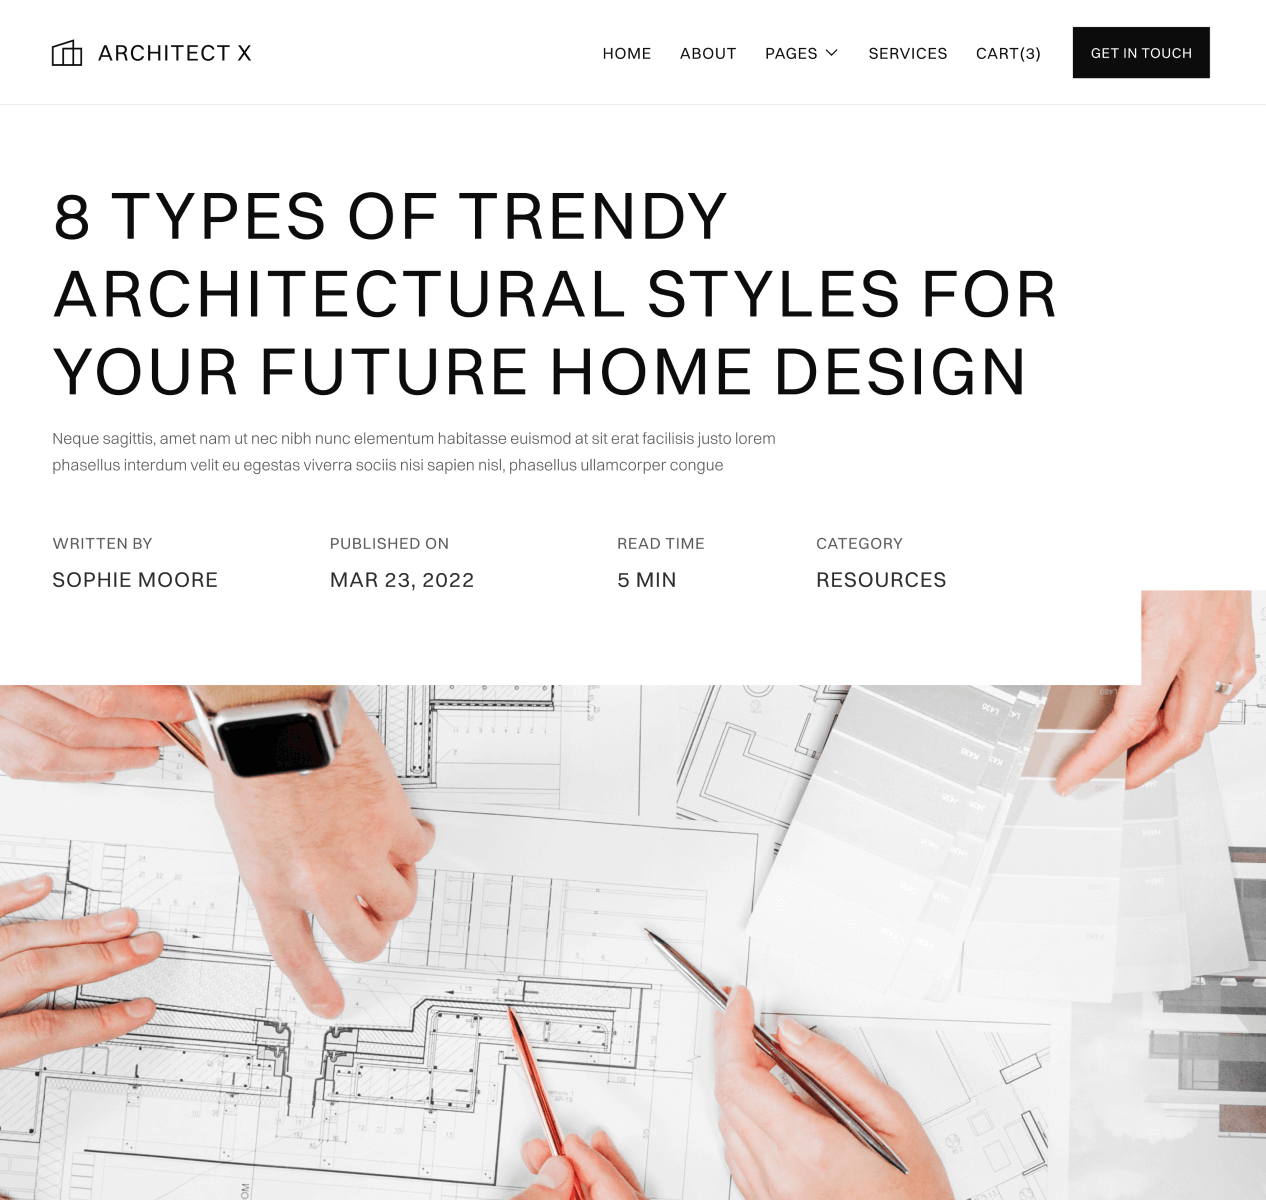 ARCHITECT X
HOME ABOUT PAGES SERVICES CART(3) GET IN TOUCH
8 TYPES OF TRENDY
ARCHITECTURAL STYLES FOR
YOUR FUTURE HOME DESIGN
Neque sagittis, amet nam ut nec nibh nunc elementum habitasse euismod at sit erat facilisis justo lorem
phasellus interdum velit eu egestas viverra sociis nisi sapien nisl, phasellus ullamcorper congue
WRITTEN BY PUBLISHED ON READ TIME CATEGORY
SOPHIE MOORE MAR 23, 2022 5 MIN RESOURCES